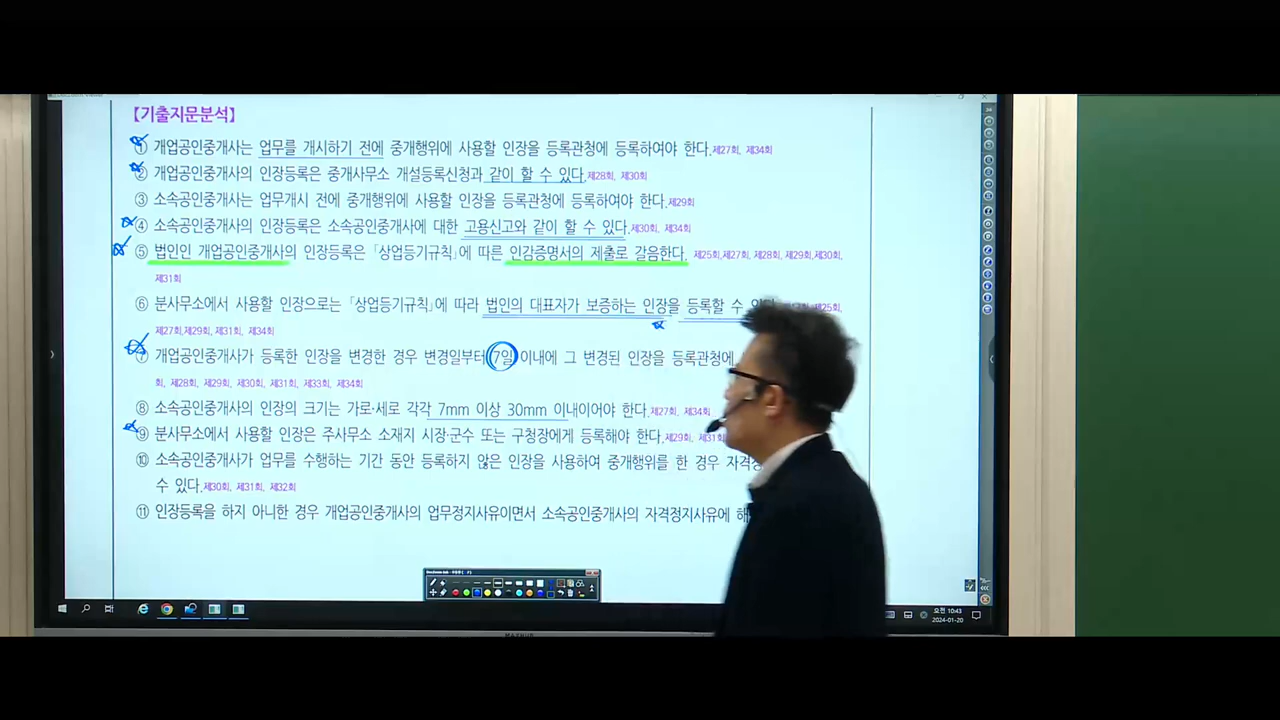 【기출지문분석】
① 개업공인중개사는 업무를 개시하기 전에 중개행위에 사용할 인장을 등록관청에 등록하여야 한다.제27회, 제34회
② 개업공인중개사의 인장등록은 중개사무소 개설등록신청과 같이 할 수 있다.제28회, 제30회
③ 소속공인중개사는 업무개시 전에 중개행위에 사용할 인장을 등록관청에 등록하여야 한다.제29회
④ 소속공인중개사의 인장등록은 소속공인중개사에 대한 고용신고와 같이 할 수 있다.제30회, 제34회
⑤ 법인인 개업공인중개사의 인장등록은 「상업등기규칙」에 따른 인감증명서의 제출로 갈음한다. 제25회,제27회, 제28회, 제29회,제30회,
제31회
⑥ 분사무소에서 사용할 인장으로는 「상업등기규칙」에 따라 법인의 대표자가 보증하는 인장을 등록할 수 제25회,
제27회,제29회, 제31회, 제34회
⑦ 개업공인중개사가 등록한 인장을 변경한 경우 변경일부터 7일 이내에 그 변경된 인장을 등록관청에
회, 제28회, 제29회, 제30회, 제31회, 제33회, 제34회
⑧ 소속공인중개사의 인장의 크기는 가로·세로 각각 7mm 이상 30mm 이내이어야 한다.제27회, 제34회
⑨ 분사무소에서 사용할 인장은 주사무소 소재지 시장·군수 또는 구청장에게 등록해야 한다.제29회, 제31회
⑩ 소속공인중개사가 업무를 수행하는 기간 동안 등록하지 않은 인장을 사용하여 중개행위를 한 경우
수 있다.제30회, 제31회, 제32회
⑪ 인장등록을 하지 아니한 경우 개업공인중개사의 업무정지사유이면서 소속공인중개사의 자격정지사유에
오전 10:43
2024-01-20